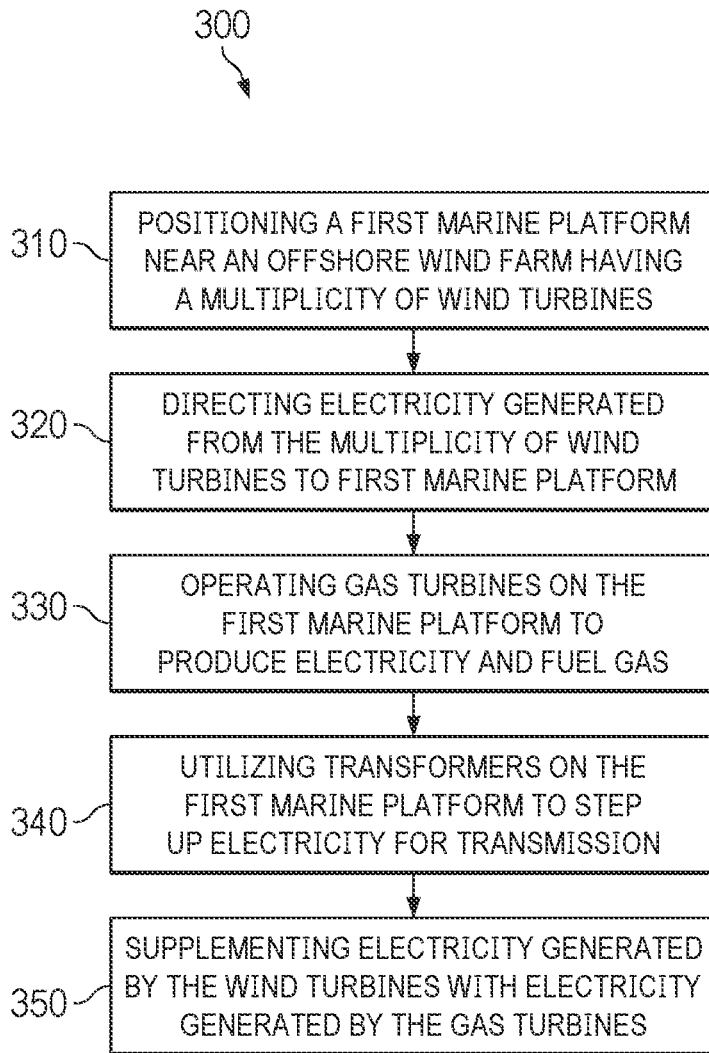 300
310
POSITIONING A FIRST MARINE PLATFORM
NEAR AN OFFSHORE WIND FARM HAVING
A MULTIPLICITY OF WIND TURBINES
320
DIRECTING ELECTRICITY GENERATED
FROM THE MULTIPLICITY OF WIND
TURBINES TO FIRST MARINE PLATFORM
330
OPERATING GAS TURBINES ON THE
FIRST MARINE PLATFORM TO
PRODUCE ELECTRICITY AND FUEL GAS
340
UTILIZING TRANSFORMERS ON THE
FIRST MARINE PLATFORM TO STEP
UP ELECTRICITY FOR TRANSMISSION
350
SUPPLEMENTING ELECTRICITY GENERATED
BY THE WIND TURBINES WITH ELECTRICITY
GENERATED BY THE GAS TURBINES